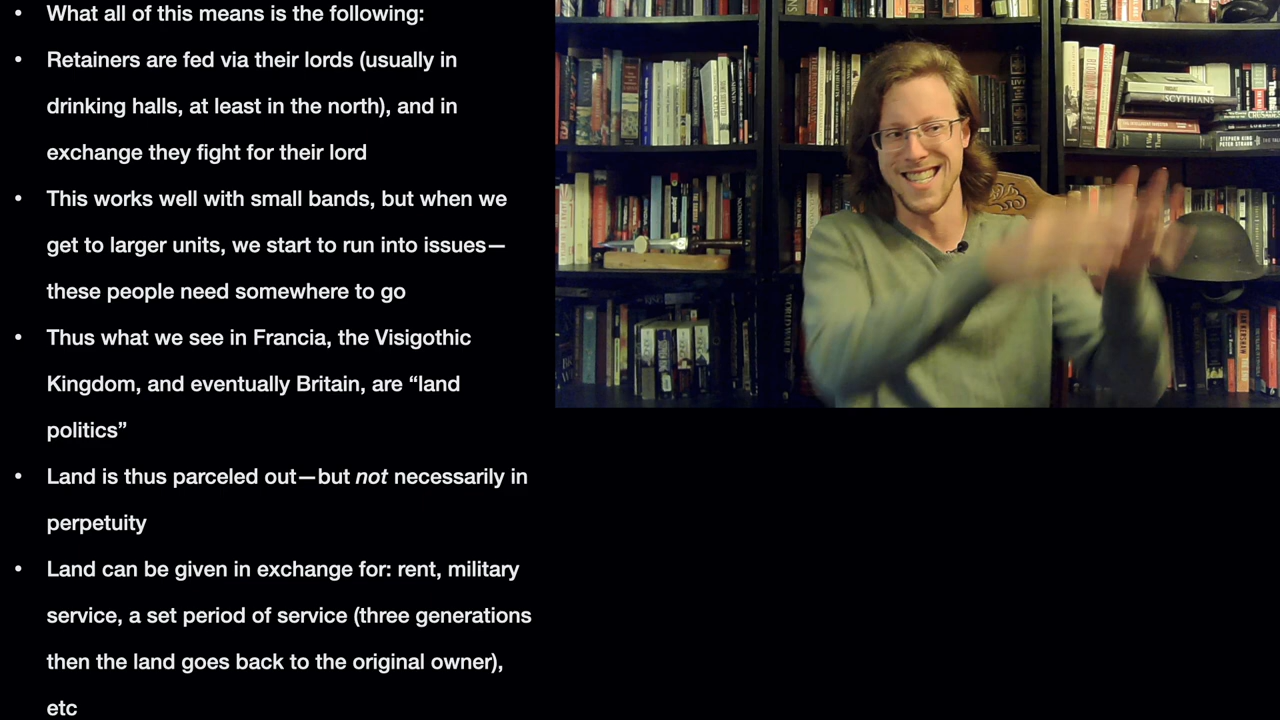 • What all of this means is the following:
• Retainers are fed via their lords (usually in
drinking halls, at least in the north), and in
exchange they fight for their lord
• This works well with small bands, but when we
get to larger units, we start to run into issues—
these people need somewhere to go
• Thus what we see in Francia, the Visigothic
Kingdom, and eventually Britain, are “land
politics”
• Land is thus parceled out—but not necessarily in
perpetuity
• Land can be given in exchange for: rent, military
service, a set period of service (three generations
then the land goes back to the original owner),
etc
SCYTHIANS
STEPHEN KING
PETER STRAUB